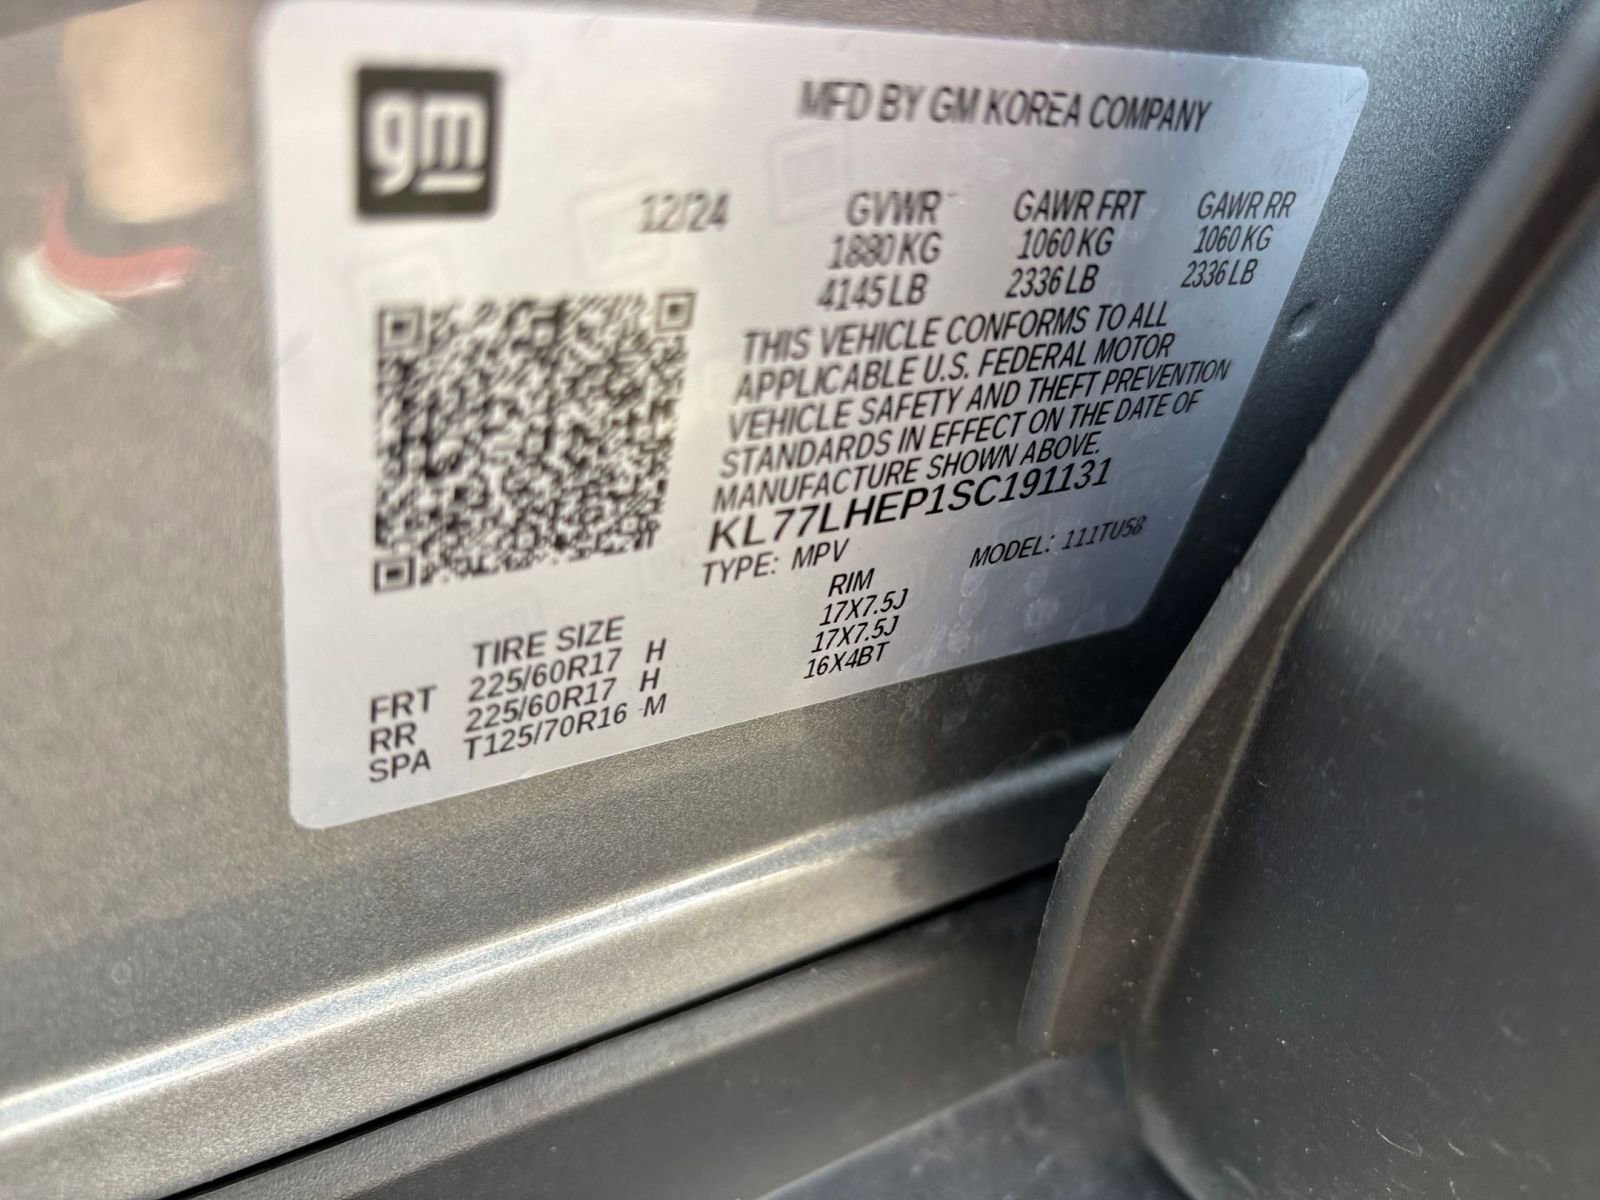 gm
MFD BY GM KOREA COMPANY
12/24 GVWR GAWR FRT GAWR RR
1880 KG 1060 KG 1060 KG
4145 LB 2336 LB 2336 LB
THIS VEHICLE CONFORMS TO ALL
APPLICABLE U.S. FEDERAL MOTOR
VEHICLE SAFETY AND THEFT PREVENTION
STANDARDS IN EFFECT ON THE DATE OF
MANUFACTURE SHOWN ABOVE.
KL77LHEP1SC191131
TYPE: MPV MODEL: 111TU58
TIRE SIZE RIM
FRT 225/60R17 H 17X7.5J
RR 225/60R17 H 17X7.5J
SPA T125/70R16 M 16X4BT